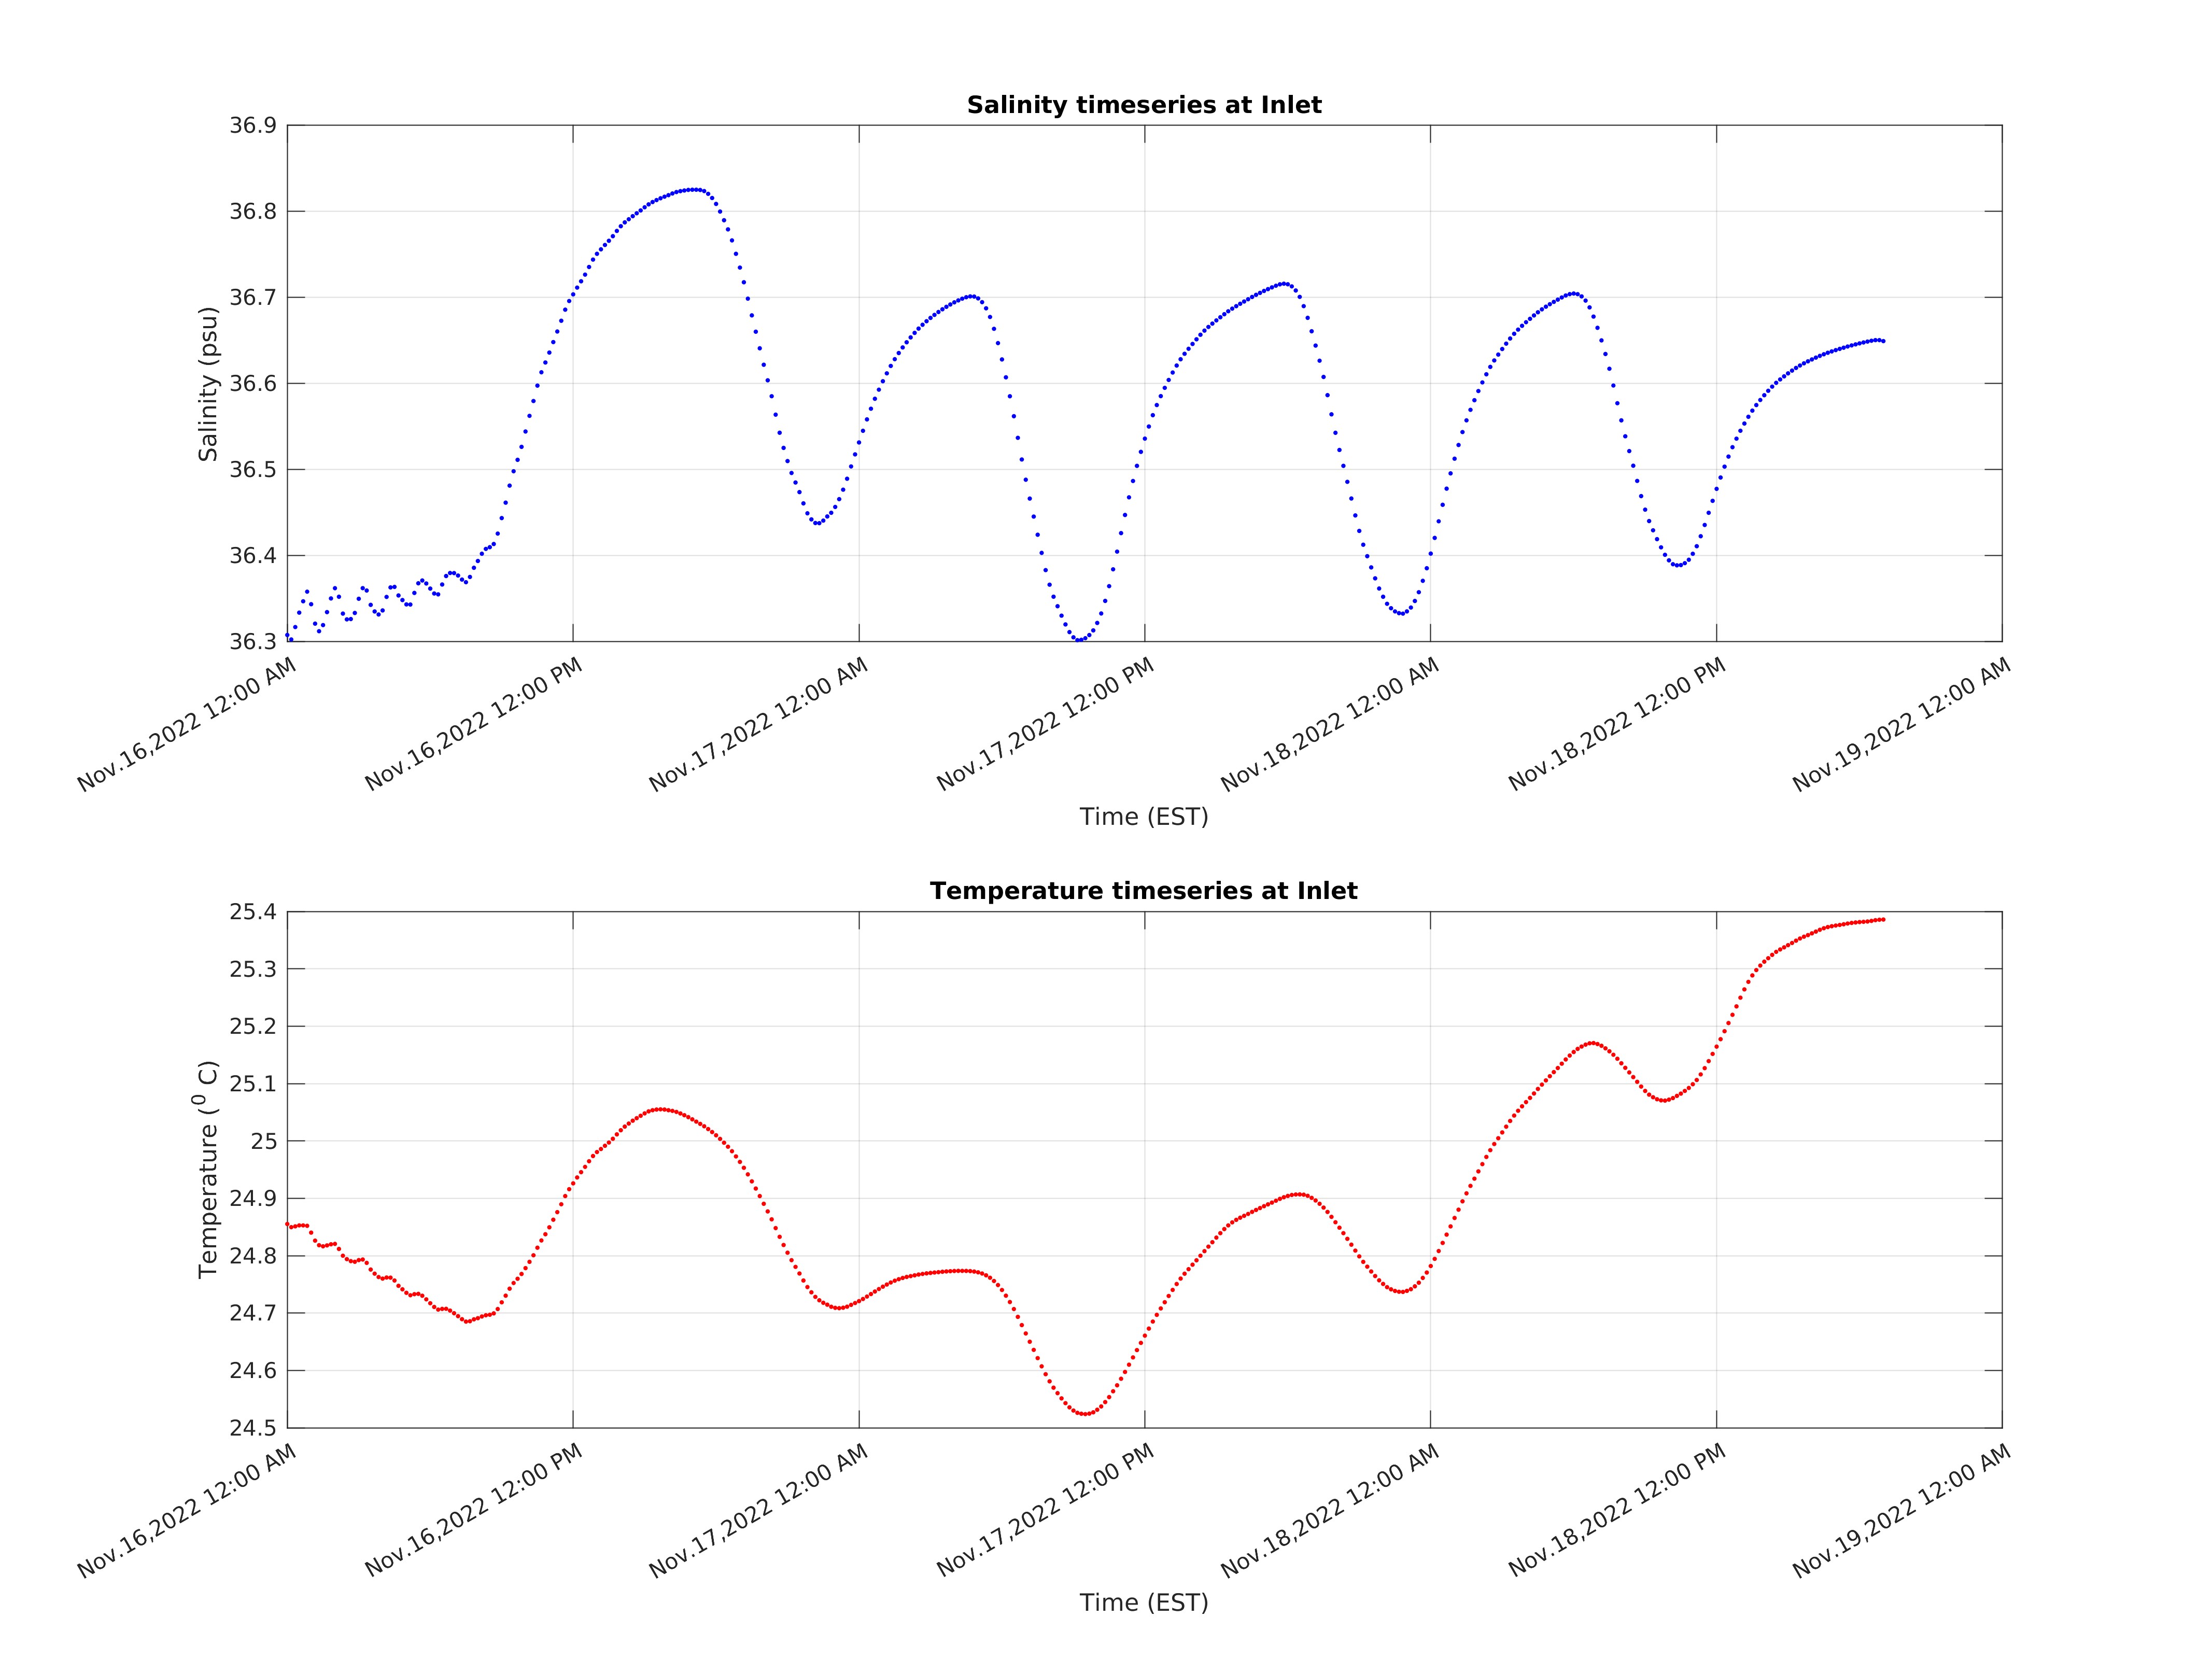 Salinity timeseries at Inlet
36.9
36.8
36.7
36.6
36.5
36.4
36.3
Salinity (psu)
Nov.16,2022 12:00 AM
Nov.16,2022 12:00 PM
Nov.17,2022 12:00 AM
Nov.17,2022 12:00 PM
Nov.18,2022 12:00 AM
Nov.18,2022 12:00 PM
Nov.19,2022 12:00 AM
Time (EST)
Temperature timeseries at Inlet
25.4
25.3
25.2
25.1
25
24.9
24.8
24.7
24.6
24.5
Temperature (⁰ C)
Nov.16,2022 12:00 AM
Nov.16,2022 12:00 PM
Nov.17,2022 12:00 AM
Nov.17,2022 12:00 PM
Nov.18,2022 12:00 AM
Nov.18,2022 12:00 PM
Nov.19,2022 12:00 AM
Time (EST)